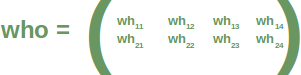 who = ( wh₁₁ wh₁₂ wh₁₃ wh₁₄ )
wh₂₁ wh₂₂ wh₂₃ wh₂₄